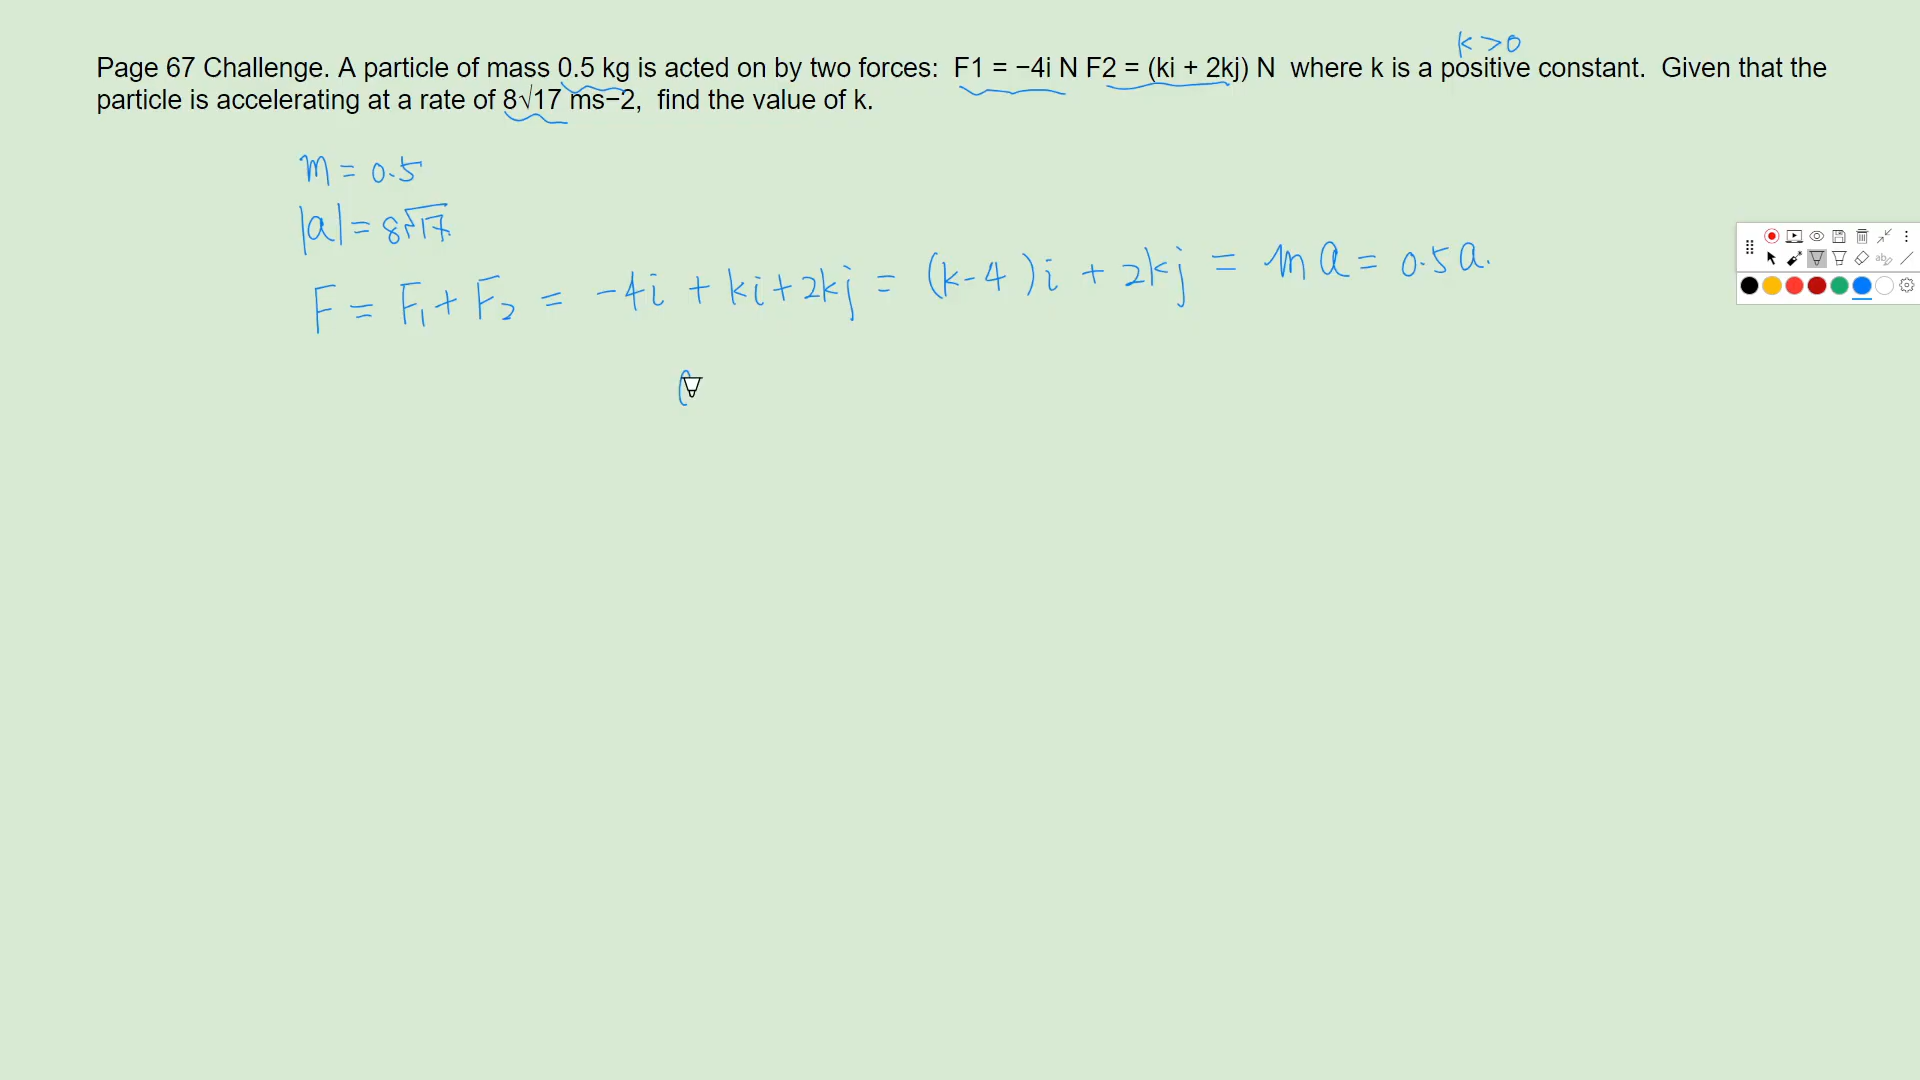 k > 0
Page 67 Challenge. A particle of mass 0.5 kg is acted on by two forces:  F1 = −4i N F2 = (ki + 2kj) N  where k is a positive constant.  Given that the
particle is accelerating at a rate of 8√17 ms−2,  find the value of k.
m = 0.5
|a| = 8√17
F = F₁ + F₂ = -4i + ki + 2kj = (k-4)i + 2kj = ma = 0.5a.
(